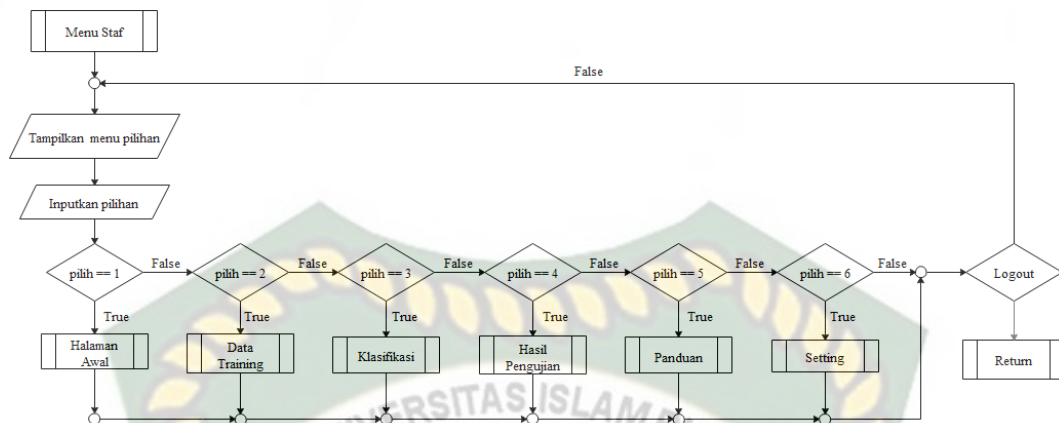 Menu Staf
False
Tampilkan menu pilihan
Inputkan pilihan
pilih == 1
False
pilih == 2
False
pilih == 3
False
pilih == 4
False
pilih == 5
False
pilih == 6
False
Logout
True
True
True
True
True
True
Halaman
Awal
Data
Training
Klasifikasi
Hasil
Pengujian
Panduan
Setting
Return
UNIVERSITAS ISLAM